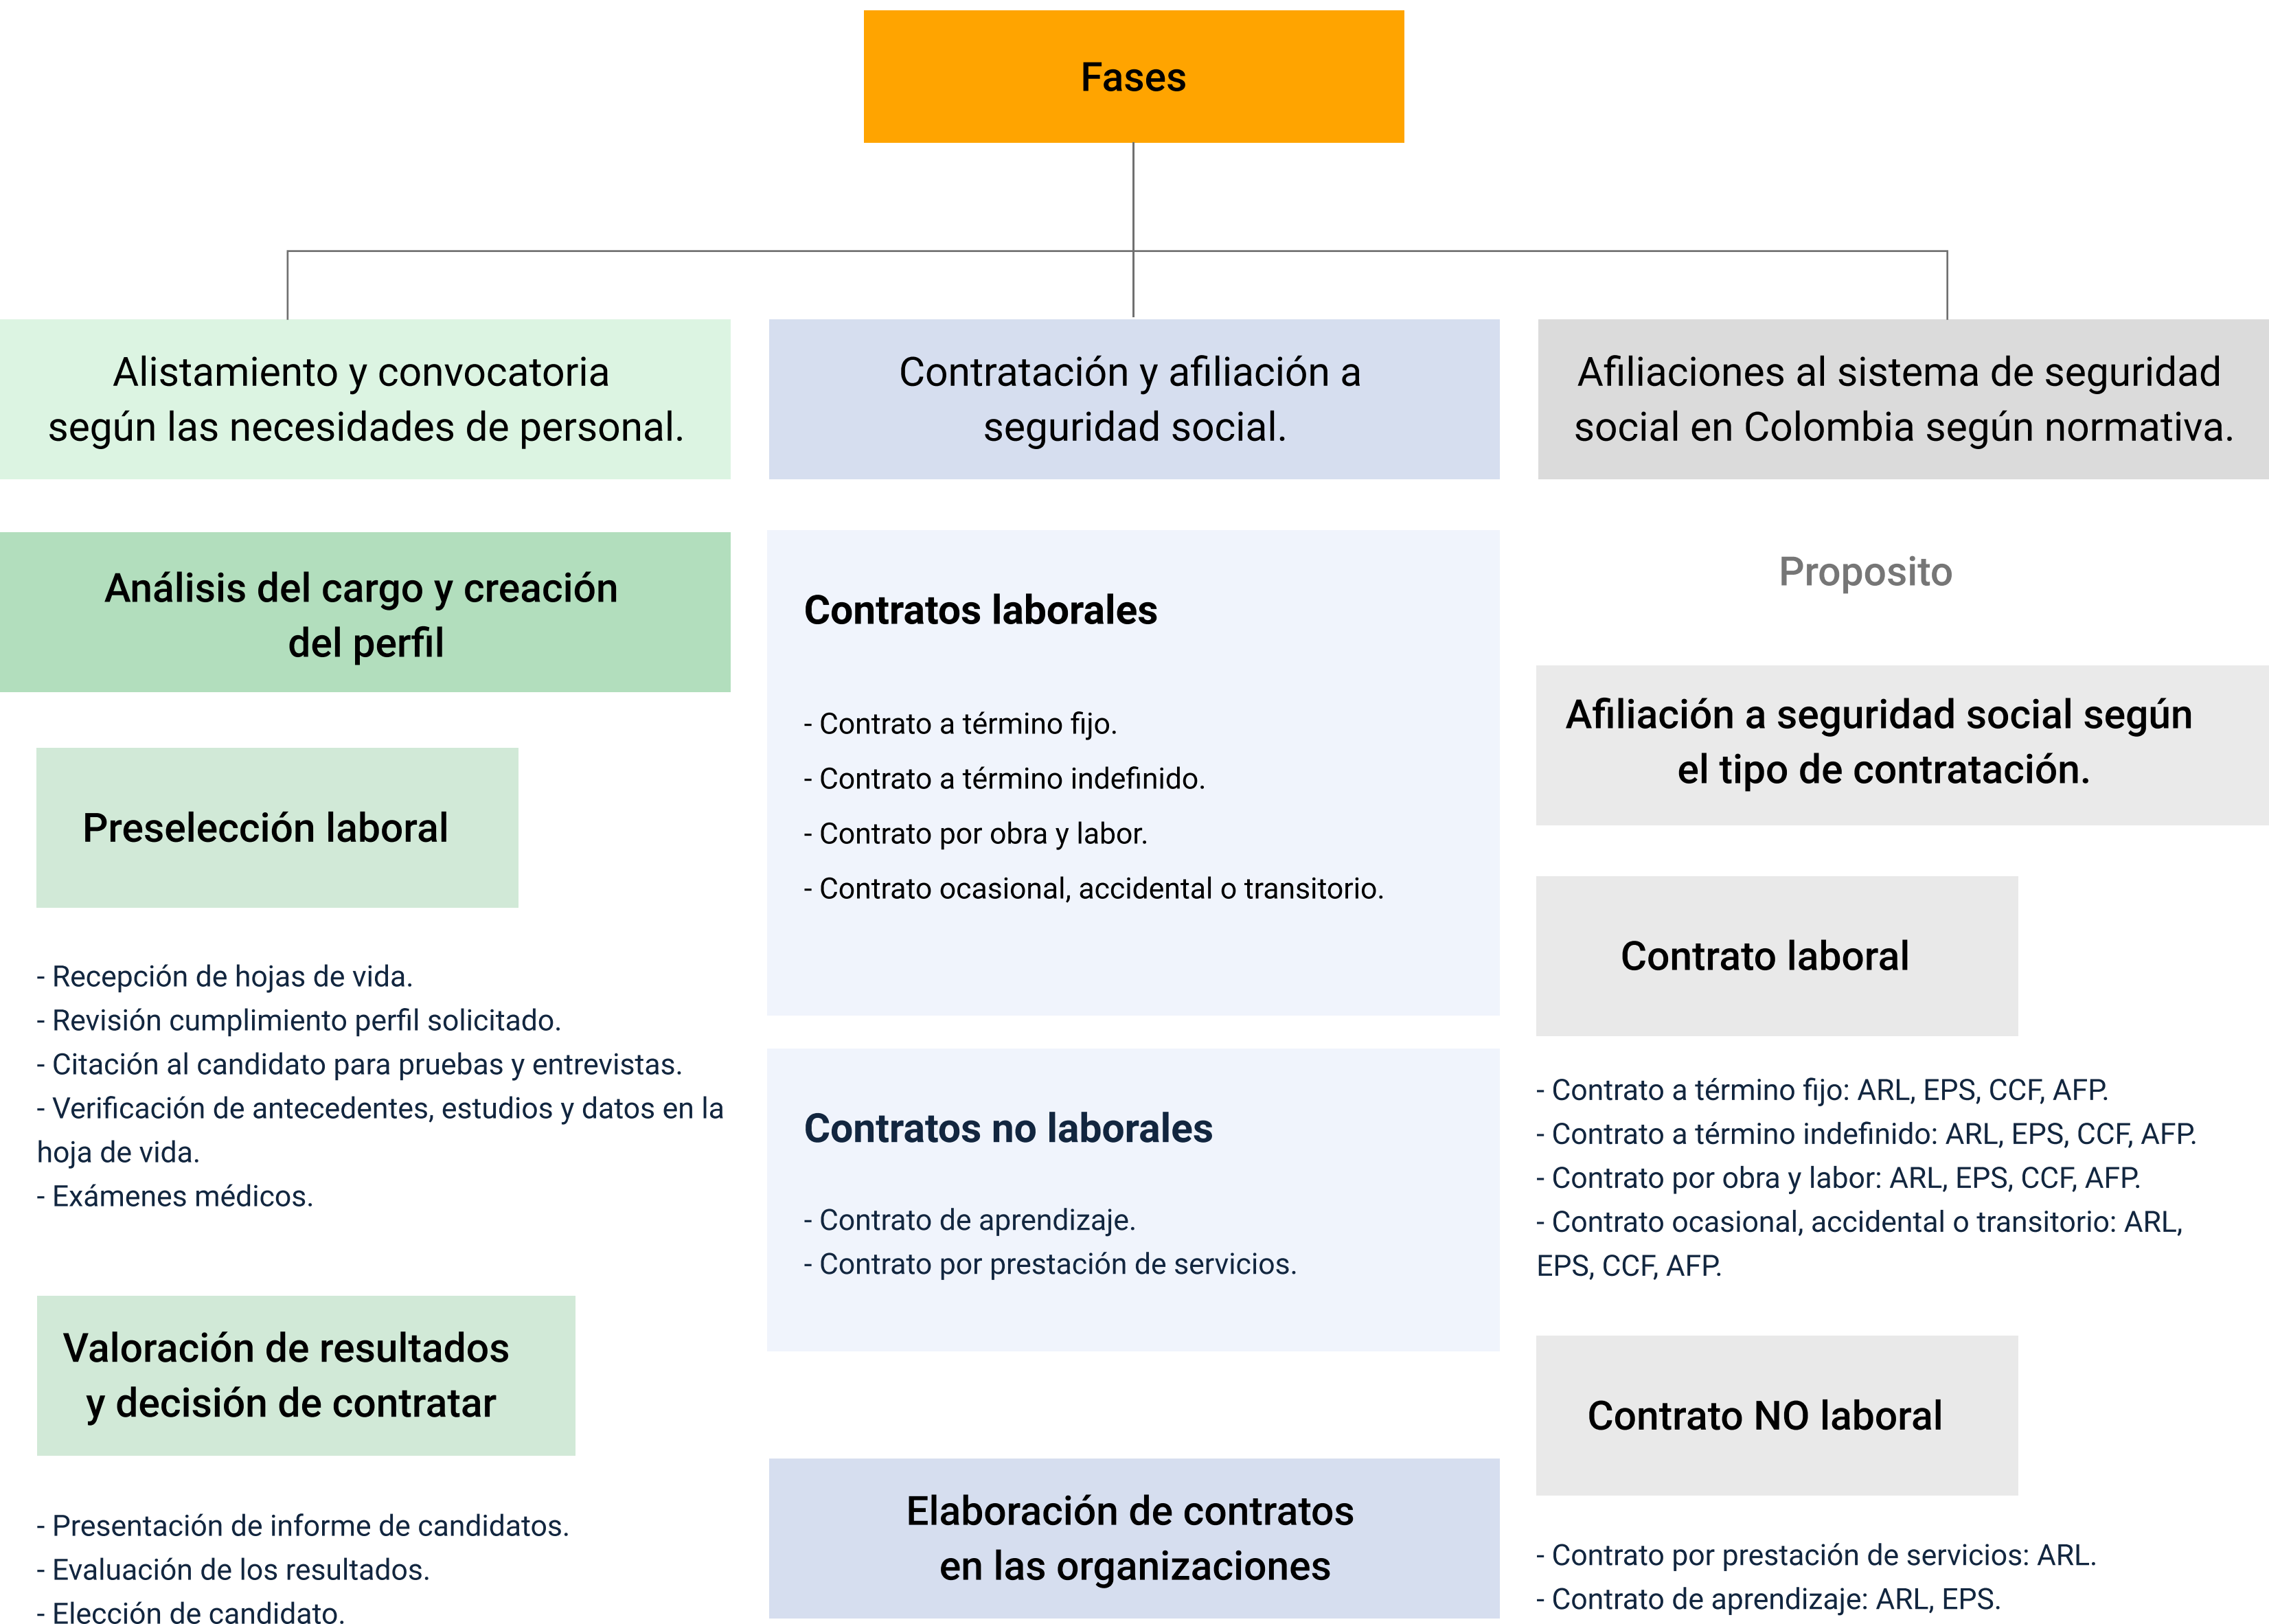 Fases
Alistamiento y convocatoria
según las necesidades de personal.
Análisis del cargo y creación
del perfil
Preselección laboral
- Recepción de hojas de vida.
- Revisión cumplimiento perfil solicitado.
- Citación al candidato para pruebas y entrevistas.
- Verificación de antecedentes, estudios y datos en la
hoja de vida.
- Exámenes médicos.
Valoración de resultados
y decisión de contratar
- Presentación de informe de candidatos.
- Evaluación de los resultados.
- Elección de candidato.
Contratación y afiliación a
seguridad social.
Contratos laborales
- Contrato a término fijo.
- Contrato a término indefinido.
- Contrato por obra y labor.
- Contrato ocasional, accidental o transitorio.
Contratos no laborales
- Contrato de aprendizaje.
- Contrato por prestación de servicios.
Elaboración de contratos
en las organizaciones
Afiliaciones al sistema de seguridad
social en Colombia según normativa.
Proposito
Afiliación a seguridad social según
el tipo de contratación.
Contrato laboral
- Contrato a término fijo: ARL, EPS, CCF, AFP.
- Contrato a término indefinido: ARL, EPS, CCF, AFP.
- Contrato por obra y labor: ARL, EPS, CCF, AFP.
- Contrato ocasional, accidental o transitorio: ARL,
EPS, CCF, AFP.
Contrato NO laboral
- Contrato por prestación de servicios: ARL.
- Contrato de aprendizaje: ARL, EPS.